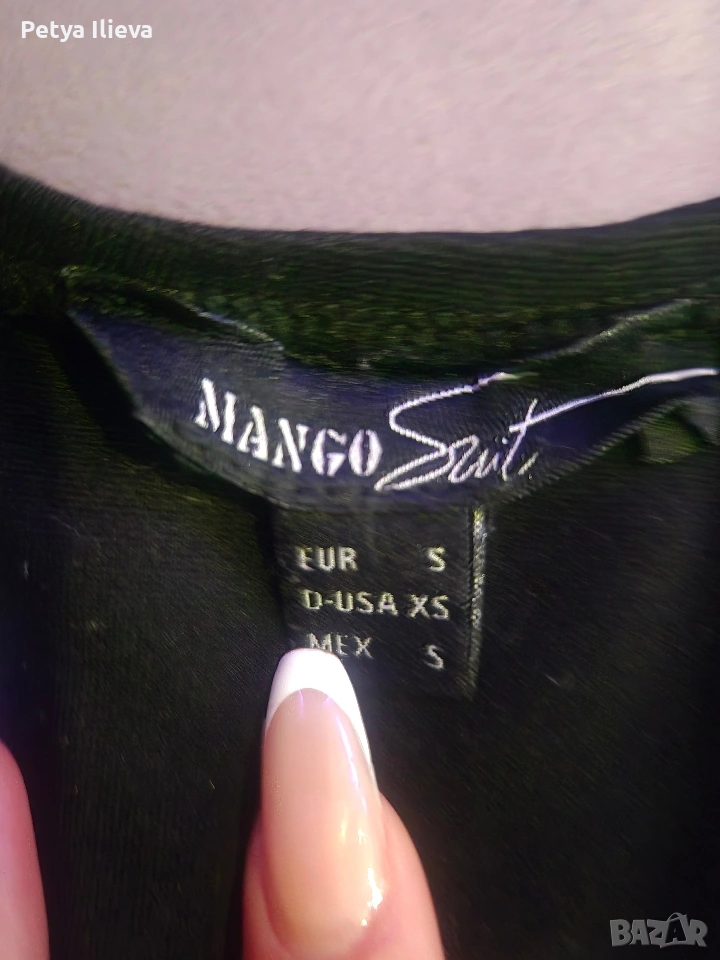 Petya Ilieva
MANGO Suit
EUR S
D-USA XS
MEX S
BAZAR